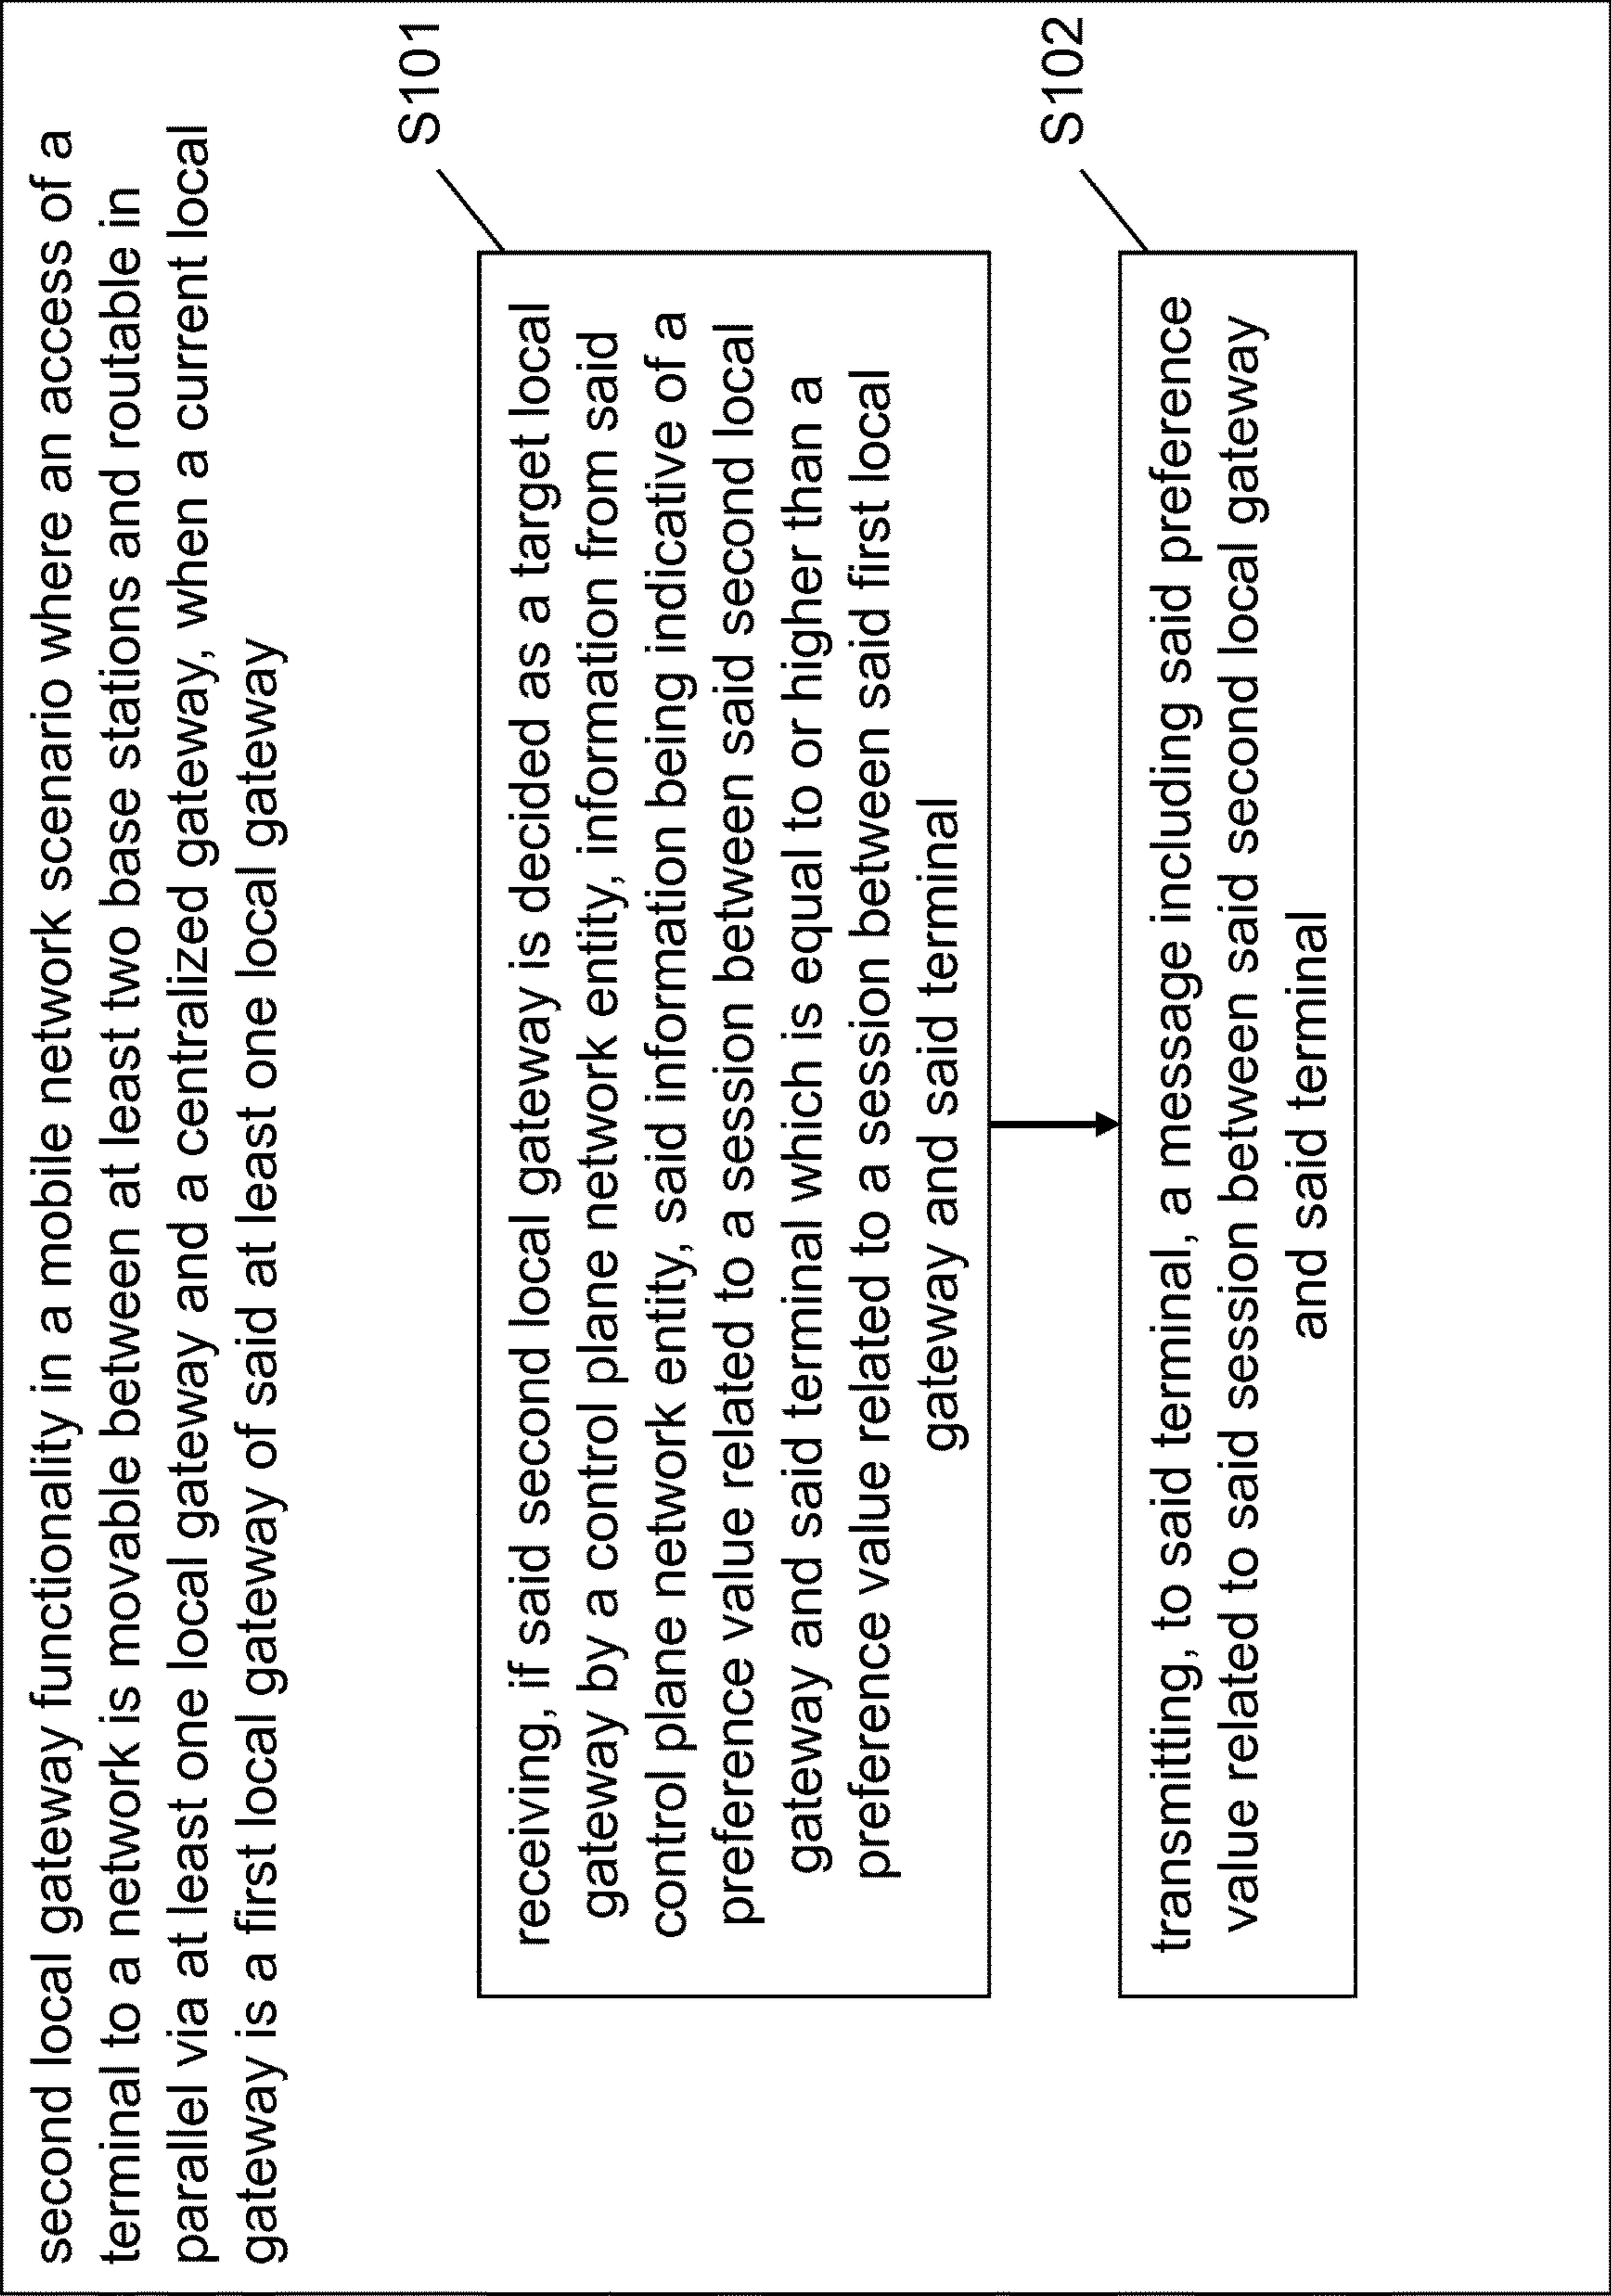 second local gateway functionality in a mobile network scenario where an access of a
terminal to a network is movable between at least two base stations and routable in
parallel via at least one local gateway and a centralized gateway, when a current local
gateway is a first local gateway of said at least one local gateway
S101
receiving, if said second local gateway is decided as a target local
gateway by a control plane network entity, information from said
control plane network entity, said information being indicative of a
preference value related to a session between said second local
gateway and said terminal which is equal to or higher than a
preference value related to a session between said first local
gateway and said terminal
S102
transmitting, to said terminal, a message including said preference
value related to said session between said second local gateway
and said terminal